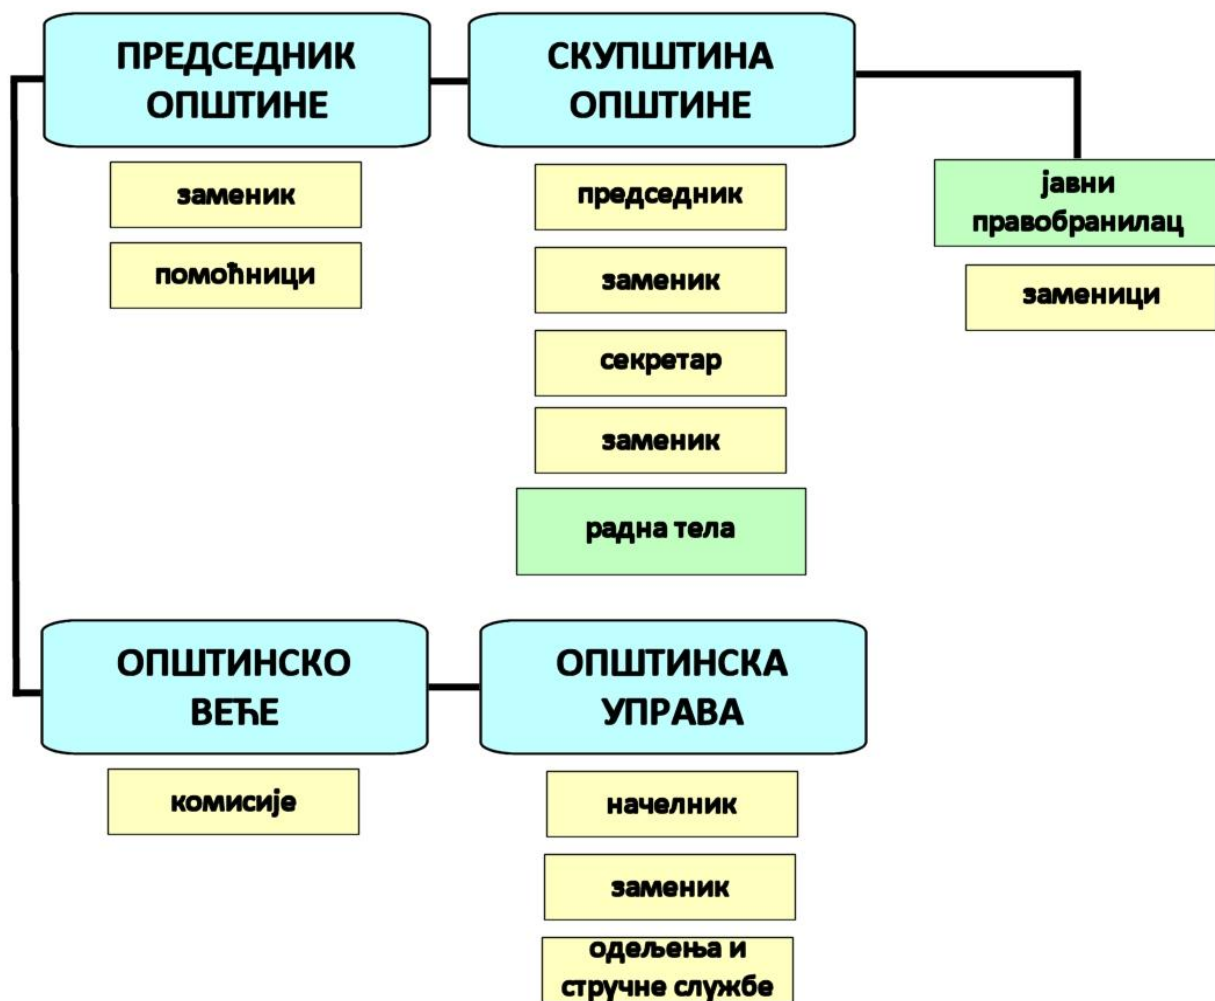 ПРЕДСЕДНИК
ОПШТИНЕ
заменик
помоћници
СКУПШТИНА
ОПШТИНЕ
председник
заменик
секретар
заменик
радна тела
јавни
правобранилац
заменици
ОПШТИНСКО
ВЕЋЕ
комисије
ОПШТИНСКА
УПРАВА
начелник
заменик
одељења и
стручне службе